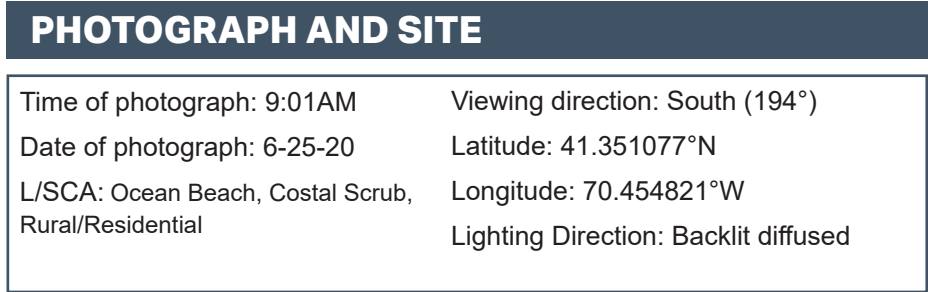 PHOTOGRAPH AND SITE
Time of photograph: 9:01AM
Date of photograph: 6-25-20
L/SCA: Ocean Beach, Costal Scrub,
Rural/Residential
Viewing direction: South (194°)
Latitude: 41.351077°N
Longitude: 70.454821°W
Lighting Direction: Backlit diffused